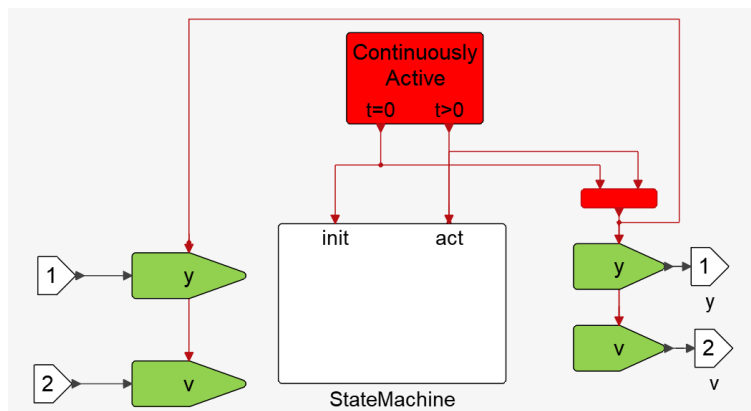 Continuously
Active
t=0 t>0
init act
1 y
y 1
y
2 v
v 2
v
StateMachine